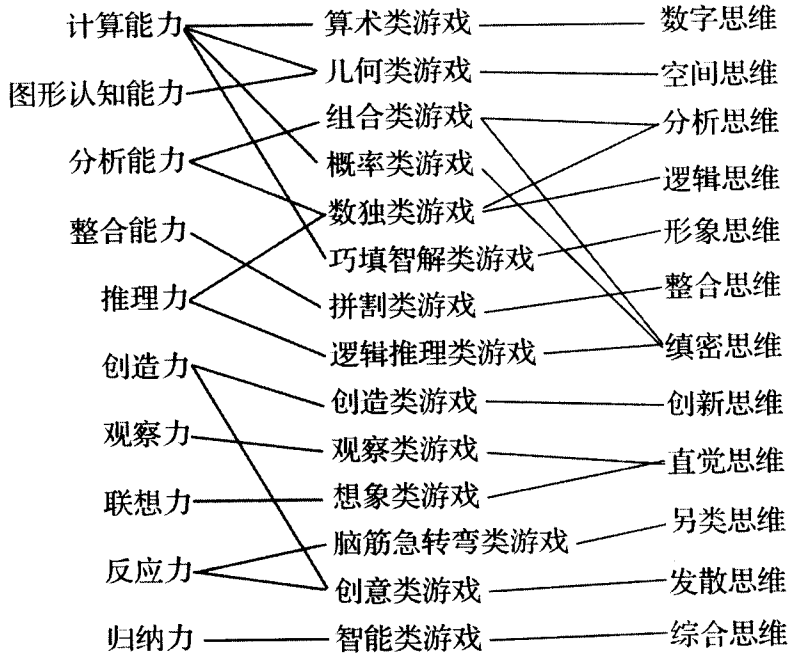 计算能力
图形认知能力
分析能力
整合能力
推理力
创造力
观察力
联想力
反应力
归纳力
算术类游戏
几何类游戏
组合类游戏
概率类游戏
数独类游戏
巧填智解类游戏
拼割类游戏
逻辑推理类游戏
创造类游戏
观察类游戏
想象类游戏
脑筋急转弯类游戏
创意类游戏
智能类游戏
数字思维
空间思维
分析思维
逻辑思维
形象思维
整合思维
缜密思维
创新思维
直觉思维
另类思维
发散思维
综合思维